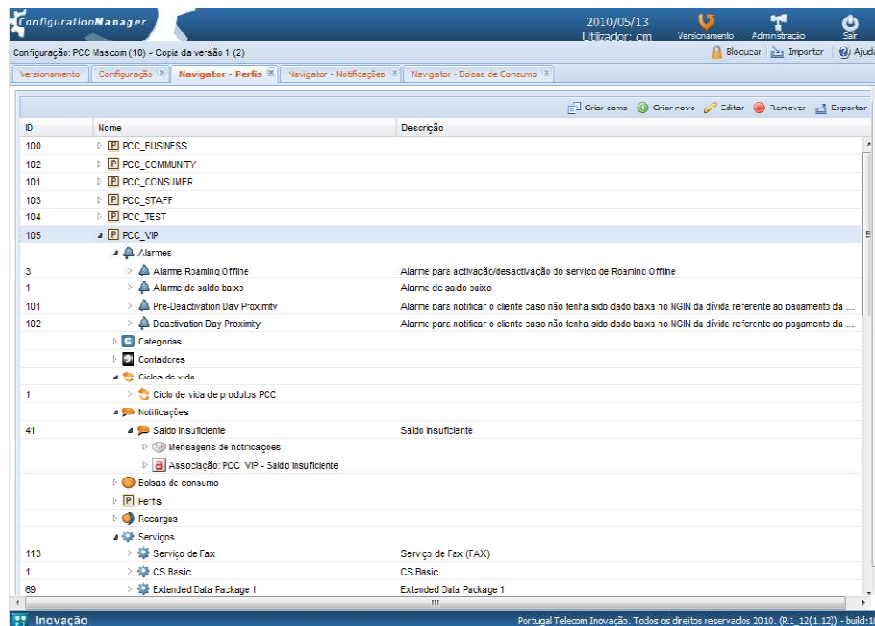 ConfigurationManager
2010/05/13
Utilizador: cm
Versionamento Administração Sair
Configuração: PCC Mascom (10) - Copia da versão 1 (2)
Bloquear Importar Ajuda
Versionamento Configuração Navigator - Perfis Navigator - Notificações Navigator - Bolsas de Consumo
Criar como Criar novo Editar Remover Exportar
ID Nome Descrição
100 PCC_BUSINESS
102 PCC_COMMUNITY
101 PCC_CONSUMER
103 PCC_STAFF
104 PCC_TEST
105 PCC_VIP
Alarmes
3 Alarme Roaming Offline Alarme para activação/desactivação do serviço de Roaming Offline
1 Alarme de saldo baixo Alarme de saldo baixo
101 Pre-Deactivation Day Proximity Alarme para notificar o cliente caso não tenha sido dado baixa no NGIN da dívida referente ao pagamento da ...
102 Deactivation Day Proximity Alarme para notificar o cliente caso não tenha sido dado baixa no NGIN da dívida referente ao pagamento da ...
Categorias
Contadores
Ciclos de vida
1 Ciclo de vida de produtos PCC
Notificações
41 Saldo Insuficiente Saldo Insuficiente
Mensagens de notificações
Associação: PCC_VIP - Saldo Insuficiente
Bolsas de consumo
Perfis
Recargas
Serviços
113 Serviço de Fax Serviço de Fax (FAX)
1 CS Basic CS Basic
69 Extended Data Package 1 Extended Data Package 1
Inovação Portugal Telecom Inovação. Todos os direitos reservados 2010. (R1_12(1.12)) - build:10